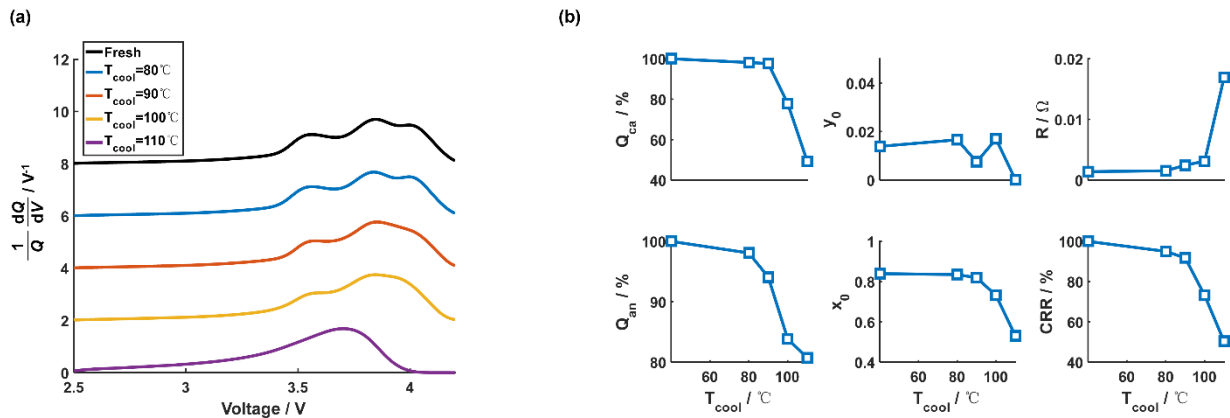 (a)
12
10
8
6
4
2
0
1/Q dQ/dV / V⁻¹
Fresh
T_cool=80℃
T_cool=90℃
T_cool=100℃
T_cool=110℃
2.5 3 3.5 4
Voltage / V
(b)
100
80
60
40
Q_ca / %
0.04
0.02
0
y_0
0.02
0.01
0
R / Ω
100
90
80
Q_an / %
60 80 100
T_cool / ℃
1
0.8
0.6
0.4
x_0
60 80 100
T_cool / ℃
100
80
60
40
CRR / %
60 80 100
T_cool / ℃